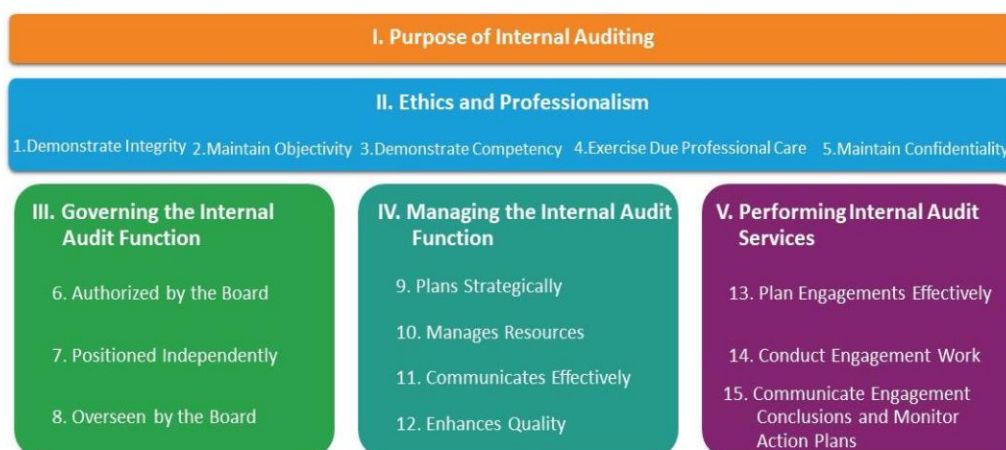 I. Purpose of Internal Auditing
II. Ethics and Professionalism
1.Demonstrate Integrity 2.Maintain Objectivity 3.Demonstrate Competency 4.Exercise Due Professional Care 5.Maintain Confidentiality
III. Governing the Internal
Audit Function
6. Authorized by the Board
7. Positioned Independently
8. Overseen by the Board
IV. Managing the Internal Audit
Function
9. Plans Strategically
10. Manages Resources
11. Communicates Effectively
12. Enhances Quality
V. Performing Internal Audit
Services
13. Plan Engagements Effectively
14. Conduct Engagement Work
15. Communicate Engagement
Conclusions and Monitor
Action Plans